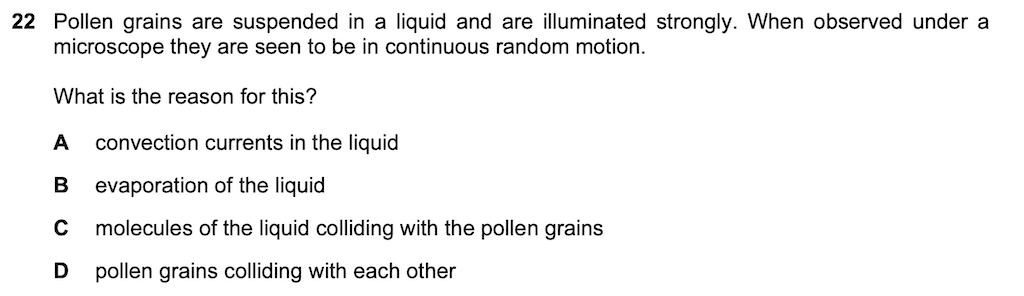 22 Pollen grains are suspended in a liquid and are illuminated strongly. When observed under a
microscope they are seen to be in continuous random motion.
What is the reason for this?
A convection currents in the liquid
B evaporation of the liquid
C molecules of the liquid colliding with the pollen grains
D pollen grains colliding with each other